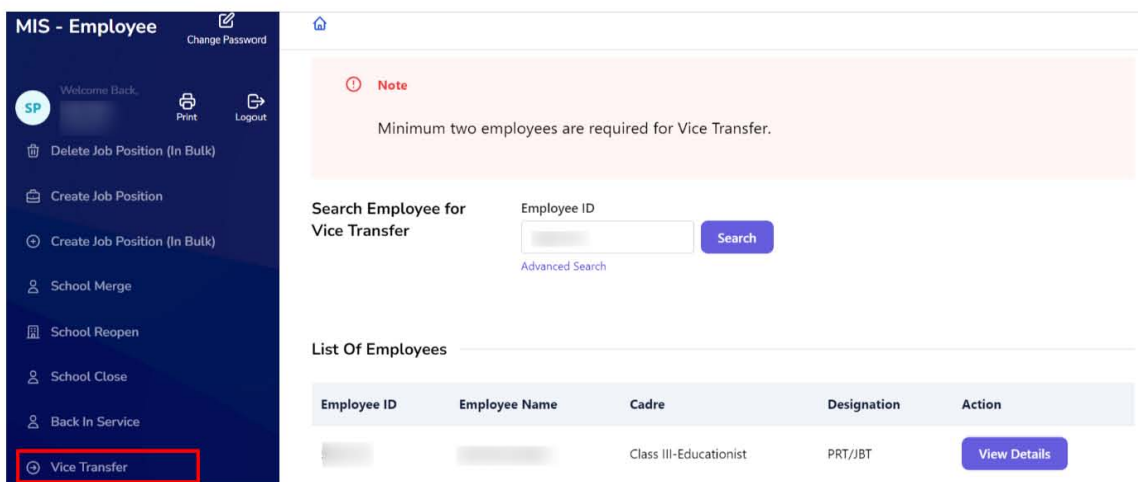 MIS - Employee
Change Password
SP
Welcome Back,
Print
Logout
Delete Job Position (In Bulk)
Create Job Position
Create Job Position (In Bulk)
School Merge
School Reopen
School Close
Back In Service
Vice Transfer
Note
Minimum two employees are required for Vice Transfer.
Search Employee for
Vice Transfer
Employee ID
Search
Advanced Search
List Of Employees
Employee ID Employee Name Cadre Designation Action
Class III-Educationist PRT/JBT View Details